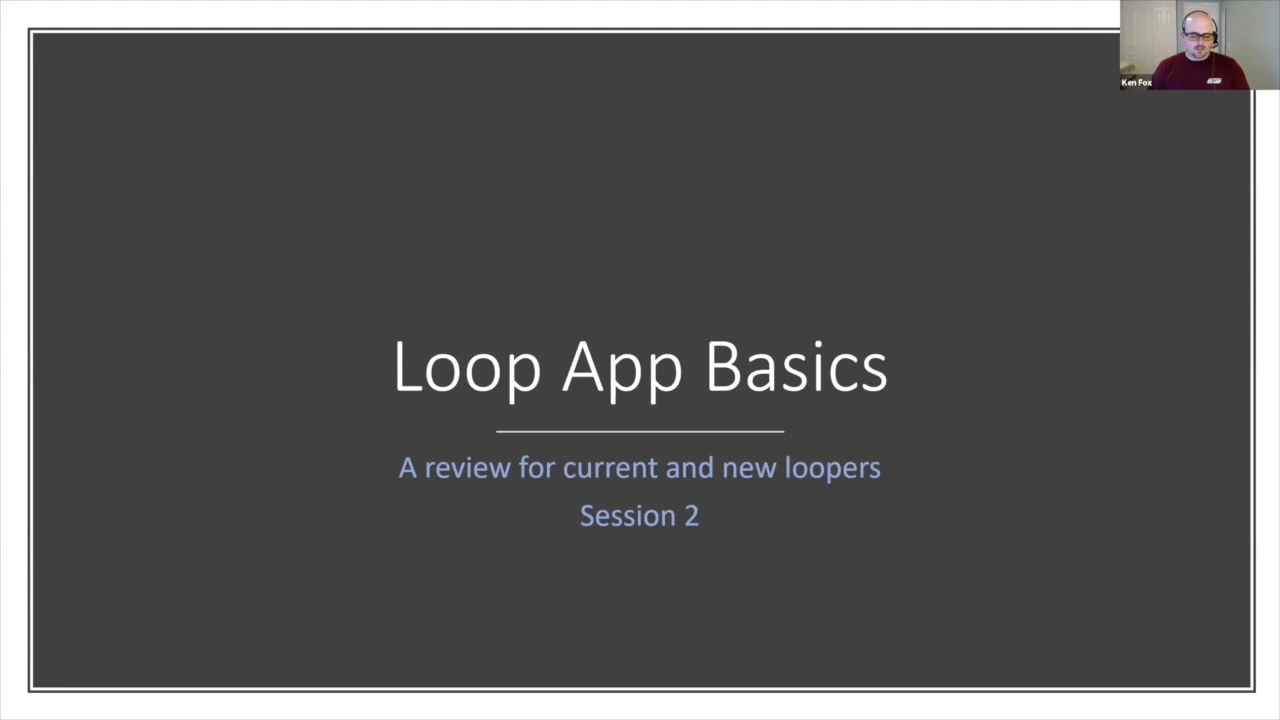 Ken Fox
Loop App Basics
A review for current and new loopers
Session 2